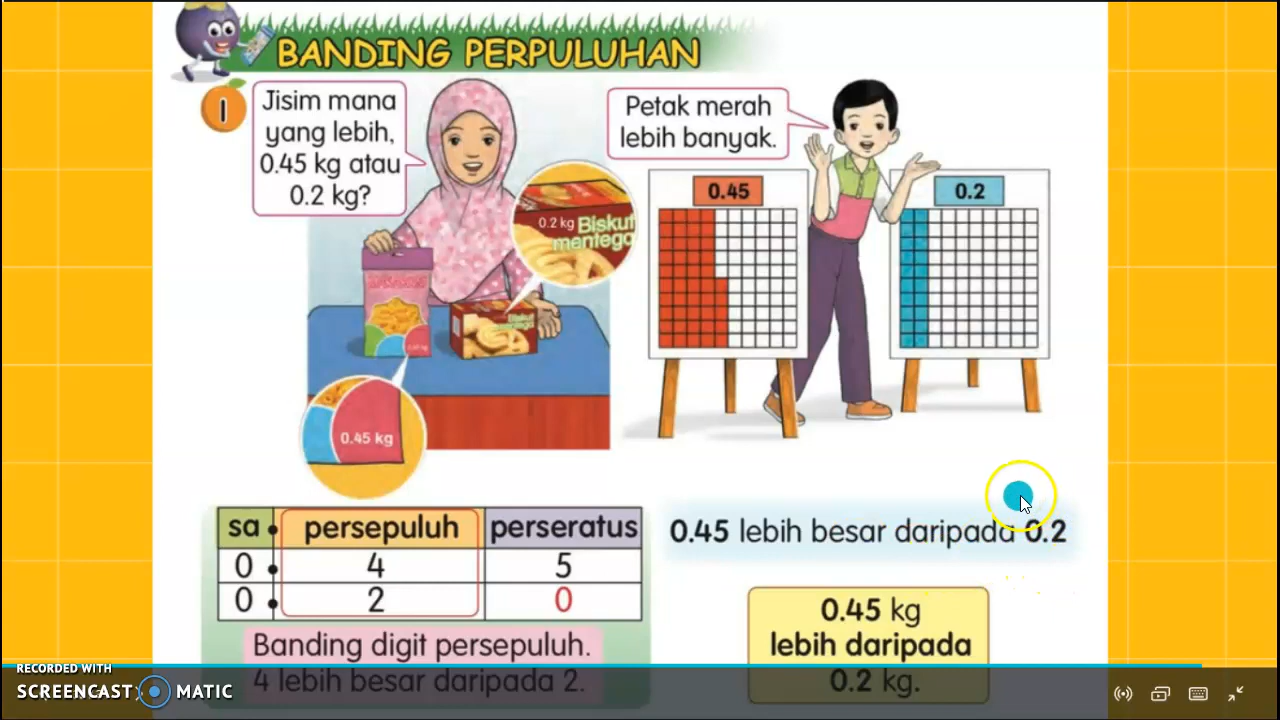 BANDING PERPULUHAN
1
Jisim mana
yang lebih,
0.45 kg atau
0.2 kg?
Petak merah
lebih banyak.
0.2 kg Biskut
mentega
0.45
0.2
0.45 kg
sa persepuluh perseratus
0 . 4 5
0 . 2 0
Banding digit persepuluh.
4 lebih besar daripada 2.
0.45 lebih besar daripada 0.2
0.45 kg
lebih daripada
0.2 kg.
RECORDED WITH
SCREENCAST MATIC